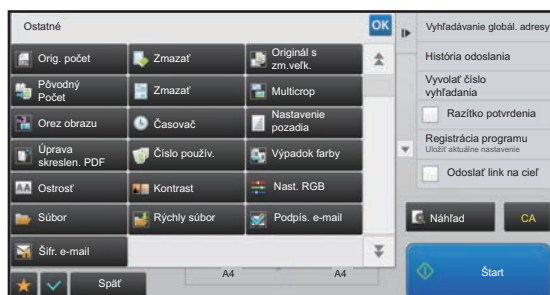 Ostatné
OK
Orig. počet
Zmazať
Originál s
zm.veľk.
Pôvodný
Počet
Zmazať
Multicrop
Orez obrazu
Časovač
Nastavenie
pozadia
Úprava
skreslen. PDF
Číslo použív.
Výpadok farby
AA Ostrosť
Kontrast
Nast. RGB
Súbor
Rýchly súbor
Podpís. e-mail
Šifr. e-mail
Späť
A4
A4
Vyhľadávanie globál. adresy
História odoslania
Vyvolať číslo
vyhľadania
Razítko potvrdenia
Registrácia programu
Uložiť aktuálne nastavenie
Odoslať link na cieľ
Náhľad
CA
Štart